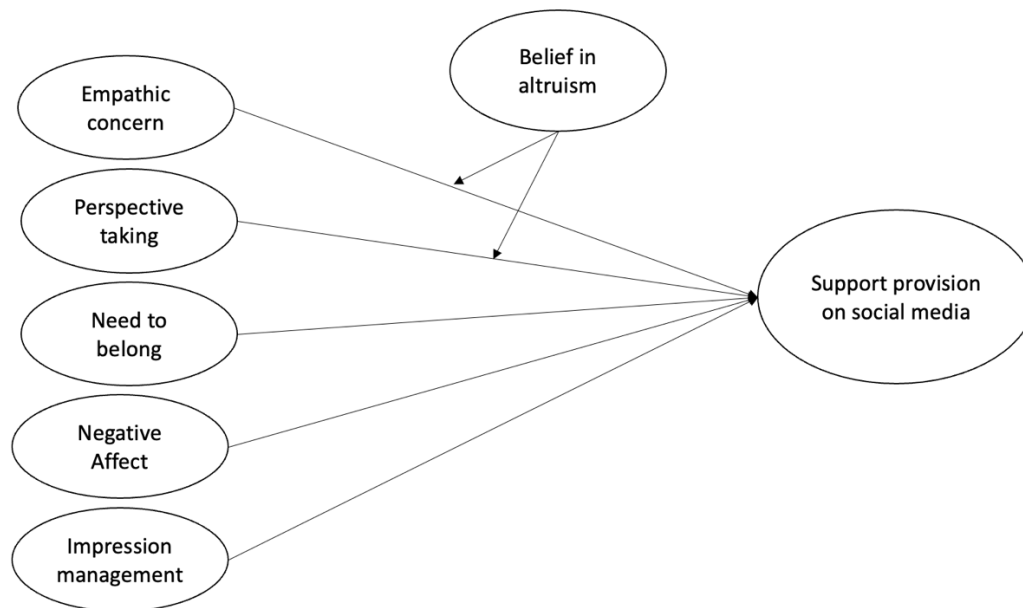 Belief in
altruism
Empathic
concern
Perspective
taking
Need to
belong
Negative
Affect
Impression
management
Support provision
on social media